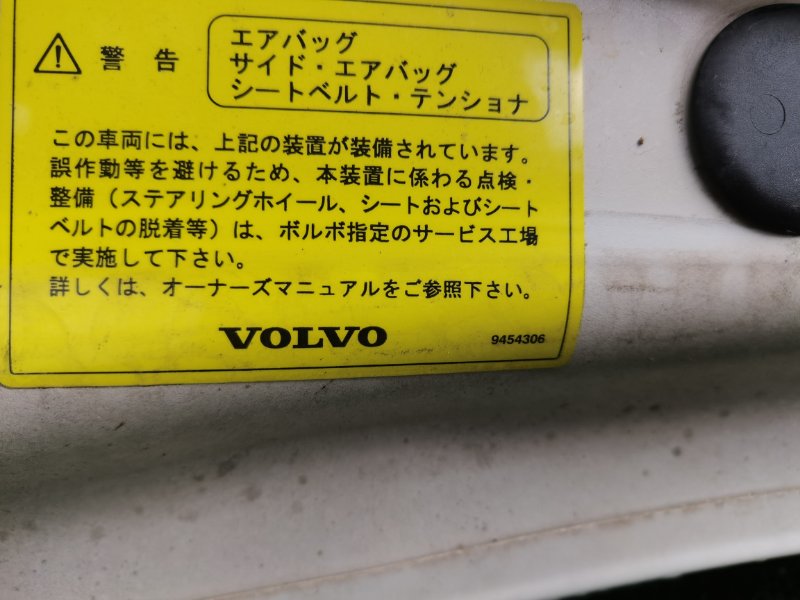 警告
エアバッグ
サイド・エアバッグ
シートベルト・テンショナ
この車両には、上記の装置が装備されています。
誤作動等を避けるため、本装置に係わる点検・
整備（ステアリングホイール、シートおよびシート
ベルトの脱着等）は、ボルボ指定のサービス工場
で実施して下さい。
詳しくは、オーナーズマニュアルをご参照下さい。
VOLVO
9454306